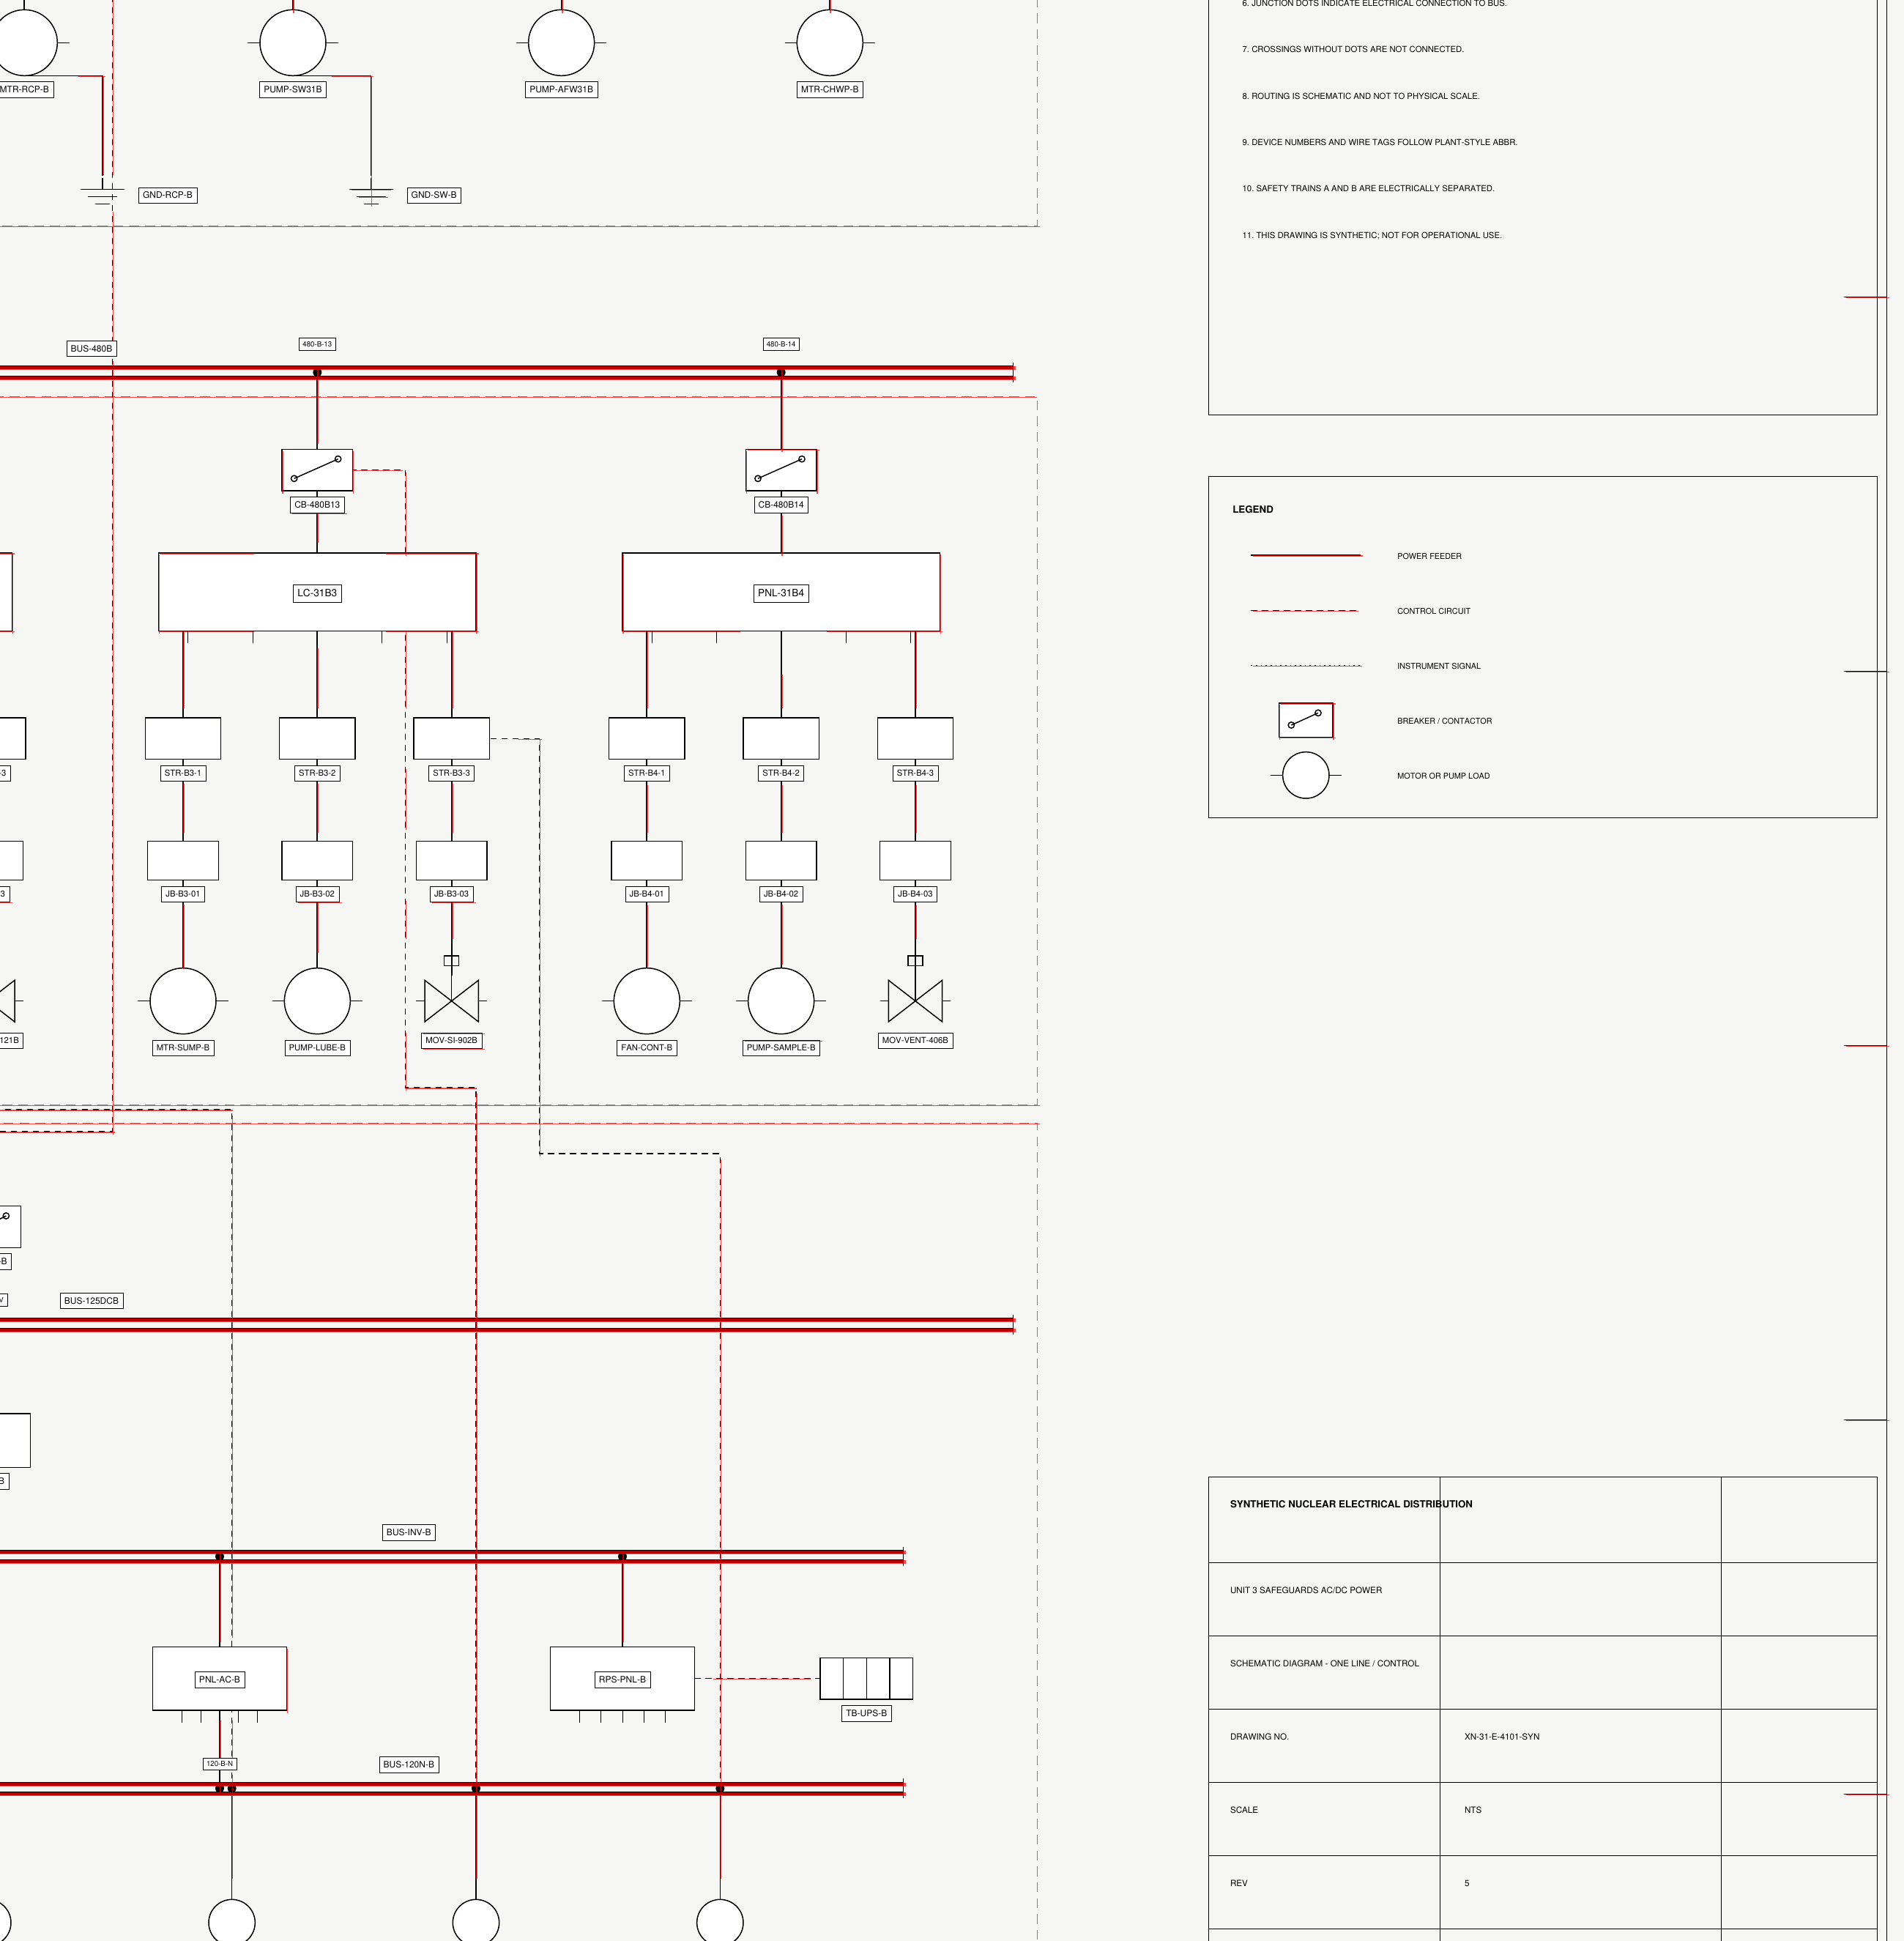 6. JUNCTION DOTS INDICATE ELECTRICAL CONNECTION TO BUS.
7. CROSSINGS WITHOUT DOTS ARE NOT CONNECTED.
8. ROUTING IS SCHEMATIC AND NOT TO PHYSICAL SCALE.
9. DEVICE NUMBERS AND WIRE TAGS FOLLOW PLANT-STYLE ABBR.
10. SAFETY TRAINS A AND B ARE ELECTRICALLY SEPARATED.
11. THIS DRAWING IS SYNTHETIC; NOT FOR OPERATIONAL USE.
MTR-RCP-B
PUMP-SW31B
PUMP-AFW31B
MTR-CHWP-B
GND-RCP-B
GND-SW-B
BUS-480B
480-B-13
480-B-14
CB-480B13
CB-480B14
LC-31B3
PNL-31B4
-3
STR-B3-1
STR-B3-2
STR-B3-3
STR-B4-1
STR-B4-2
STR-B4-3
3
JB-B3-01
JB-B3-02
JB-B3-03
JB-B4-01
JB-B4-02
JB-B4-03
121B
MTR-SUMP-B
PUMP-LUBE-B
MOV-SI-902B
FAN-CONT-B
PUMP-SAMPLE-B
MOV-VENT-406B
-B
BUS-125DCB
B
BUS-INV-B
PNL-AC-B
RPS-PNL-B
TB-UPS-B
120-B-N
BUS-120N-B
LEGEND
POWER FEEDER
CONTROL CIRCUIT
INSTRUMENT SIGNAL
BREAKER / CONTACTOR
MOTOR OR PUMP LOAD
SYNTHETIC NUCLEAR ELECTRICAL DISTRIBUTION
UNIT 3 SAFEGUARDS AC/DC POWER
SCHEMATIC DIAGRAM - ONE LINE / CONTROL
DRAWING NO.
XN-31-E-4101-SYN
SCALE
NTS
REV
5